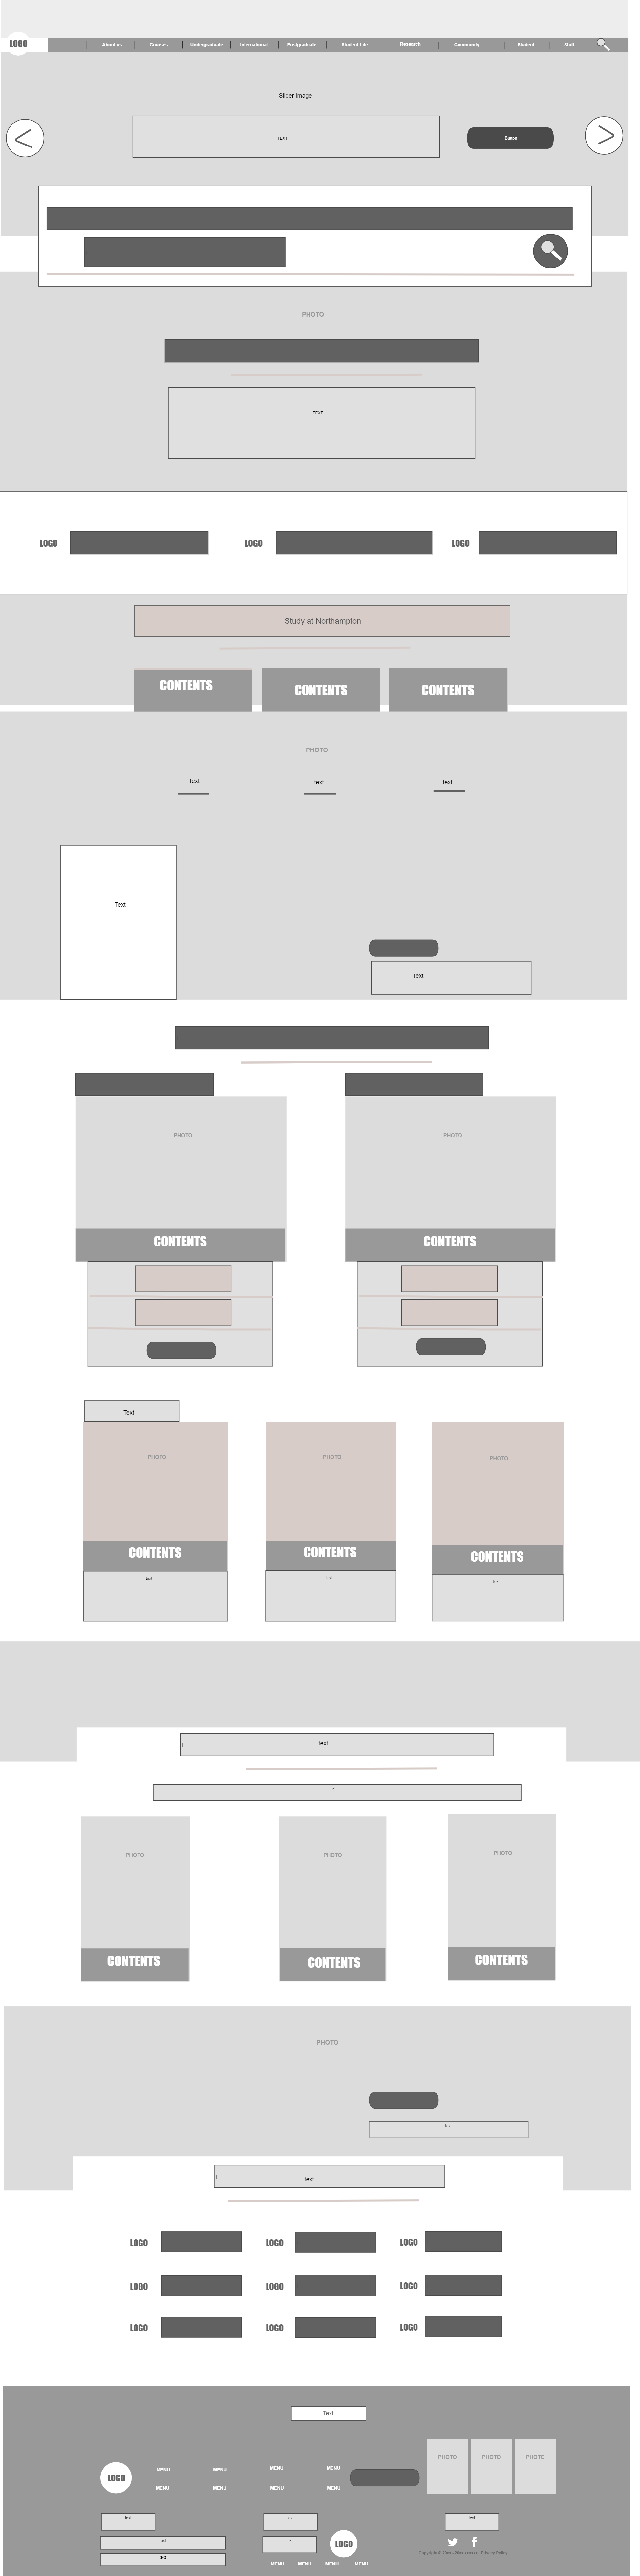 LOGO About us Courses Undergraduate International Postgraduate Student Life Research Community Student Staff
Slider Image
< TEXT Button >
PHOTO
TEXT
LOGO LOGO LOGO
Study at Northampton
CONTENTS CONTENTS CONTENTS
PHOTO
Text text text
Text
Text
PHOTO PHOTO
CONTENTS CONTENTS
Text
PHOTO PHOTO PHOTO
CONTENTS CONTENTS CONTENTS
text text text
text
text
PHOTO PHOTO PHOTO
CONTENTS CONTENTS CONTENTS
PHOTO
text
text
LOGO LOGO LOGO
LOGO LOGO LOGO
LOGO LOGO LOGO
Text
PHOTO PHOTO PHOTO
LOGO MENU MENU MENU MENU
MENU MENU MENU MENU
text text text
text text LOGO
text
MENU MENU MENU MENU